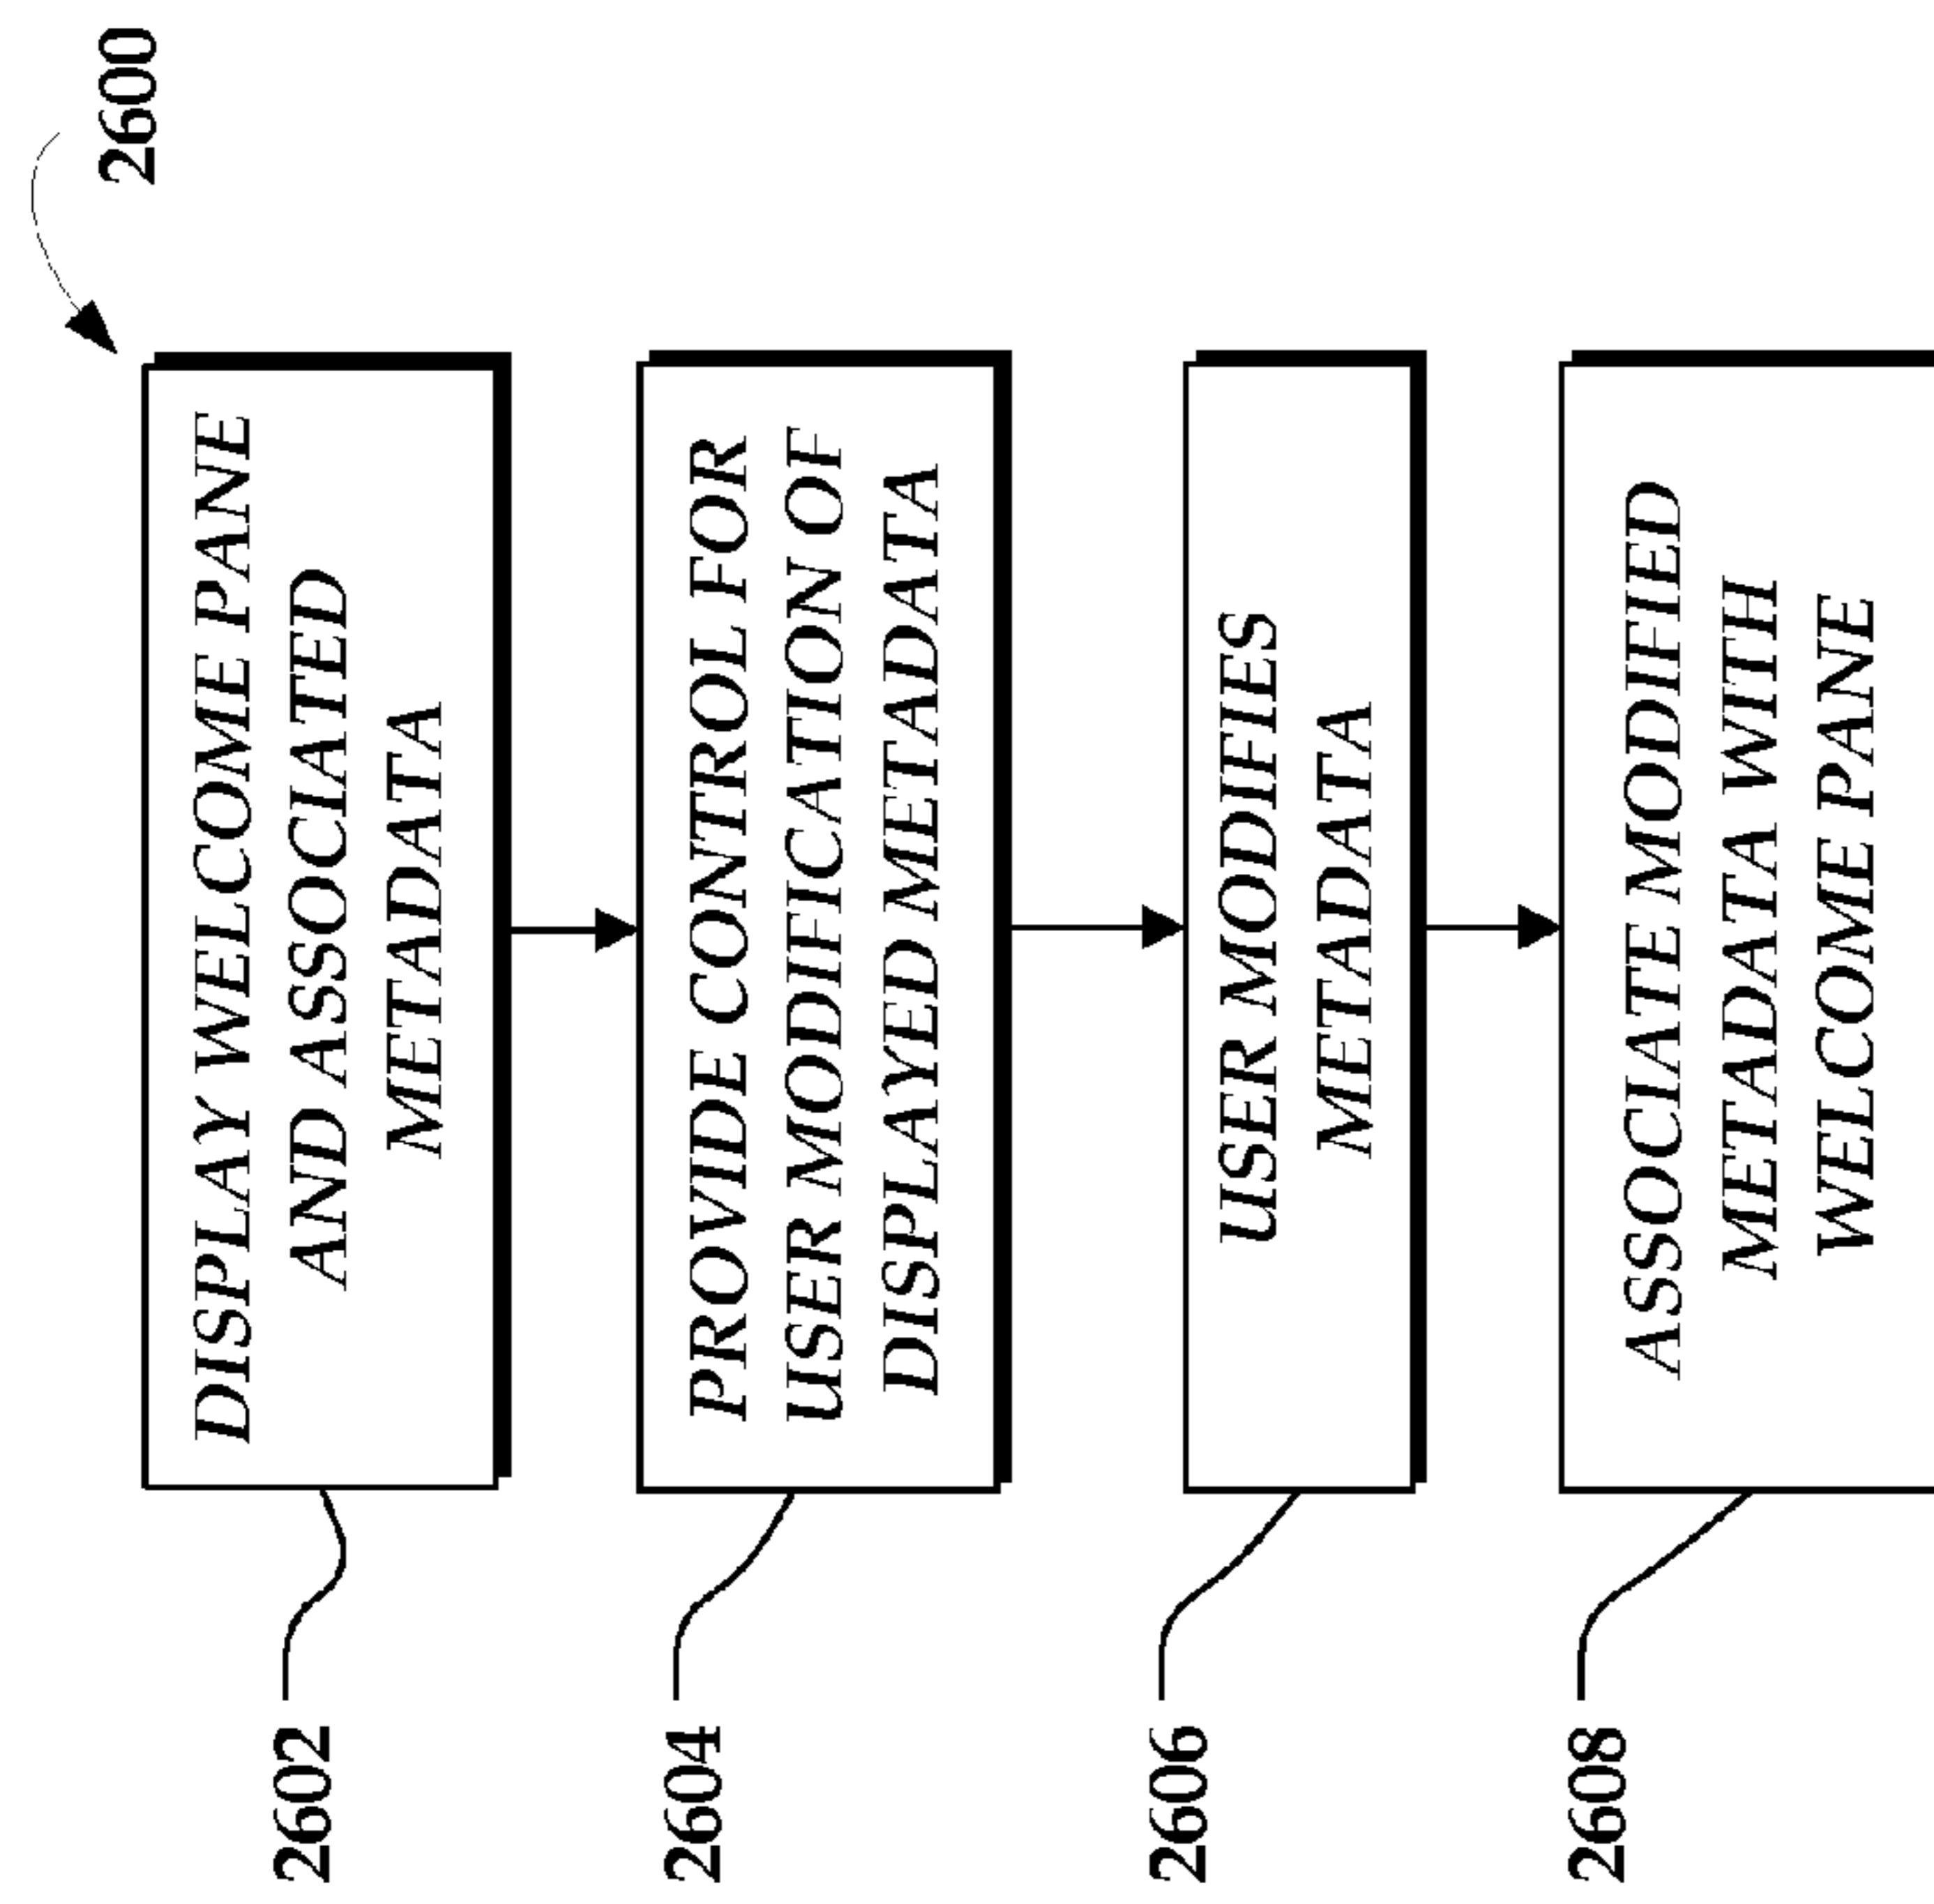 2600
2602
DISPLAY WELCOME PANE
AND ASSOCIATED
METADATA
2604
PROVIDE CONTROL FOR
USER MODIFICATION OF
DISPLAYED METADATA
2606
USER MODIFIES
METADATA
2608
ASSOCIATE MODIFIED
METADATA WITH
WELCOME PANE